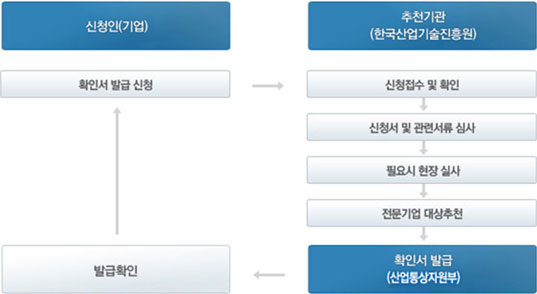 신청인(기업)
추천기관
(한국산업기술진흥원)
확인서 발급 신청
신청접수 및 확인
신청서 및 관련서류 심사
필요시 현장 실사
전문기업 대상추천
발급확인
확인서 발급
(산업통상자원부)